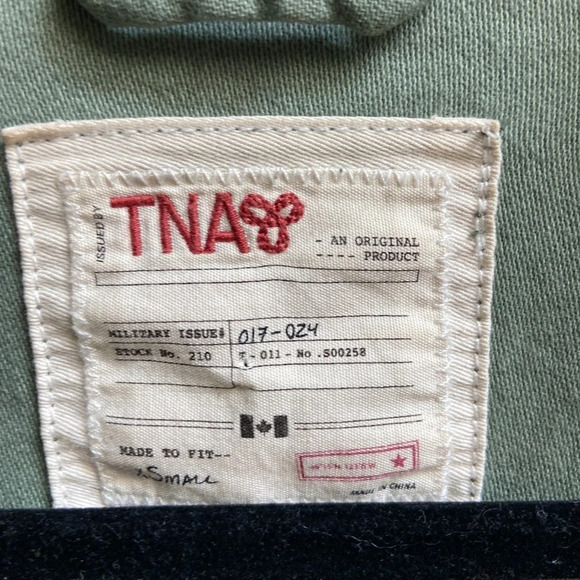 ISSUED BY
TNA
- AN ORIGINAL
---- PRODUCT
MILITARY ISSUE# 017-024
STOCK No. 210 T - 011 - No .S00258
MADE TO FIT--
SMALL
MADE IN CHINA